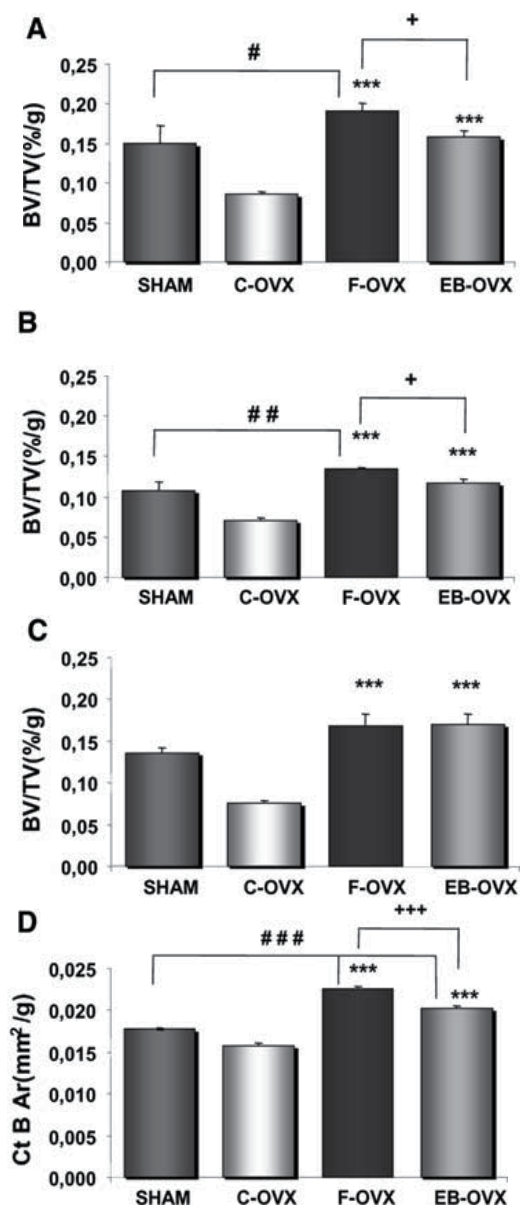 A
BV/TV(%/g)
0,25
0,20
0,15
0,10
0,05
0,00
#
+
***
***
SHAM C-OVX F-OVX EB-OVX
B
BV/TV(%/g)
0,25
0,20
0,15
0,10
0,05
0,00
# #
+
***
***
SHAM C-OVX F-OVX EB-OVX
C
BV/TV(%/g)
0,25
0,20
0,15
0,10
0,05
0,00
***
***
SHAM C-OVX F-OVX EB-OVX
D
Ct B Ar(mm²/g)
0,025
0,020
0,015
0,010
0,005
0,000
# # #
+++
***
***
SHAM C-OVX F-OVX EB-OVX